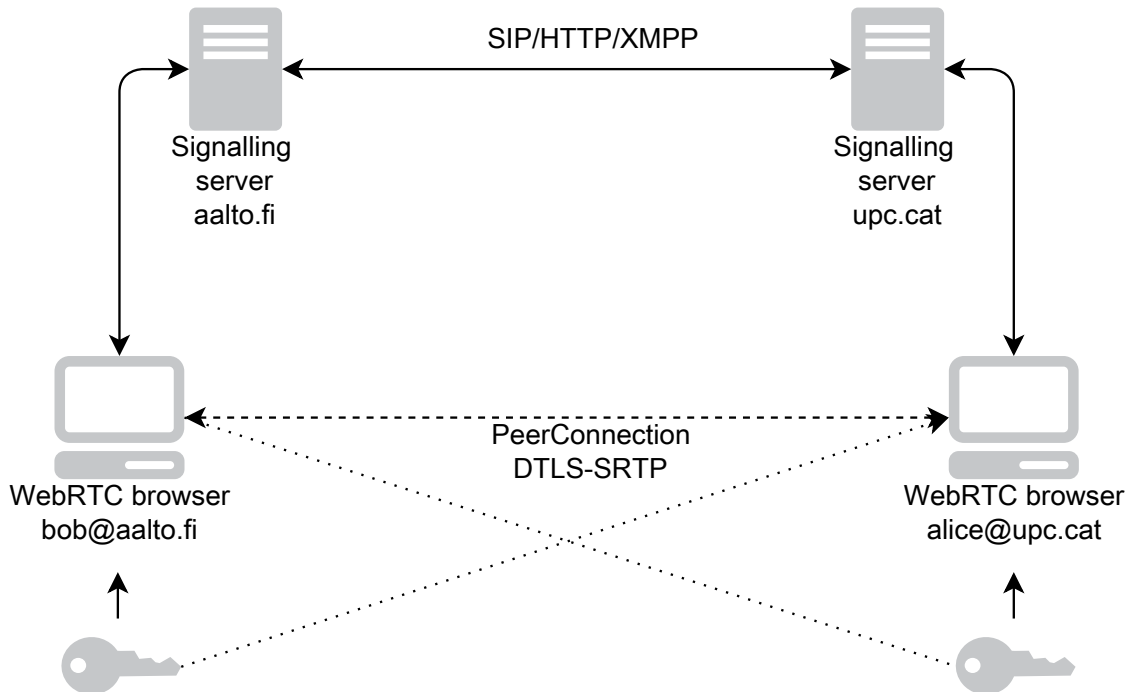 SIP/HTTP/XMPP
Signalling
server
aalto.fi
Signalling
server
upc.cat
PeerConnection
DTLS-SRTP
WebRTC browser
bob@aalto.fi
WebRTC browser
alice@upc.cat